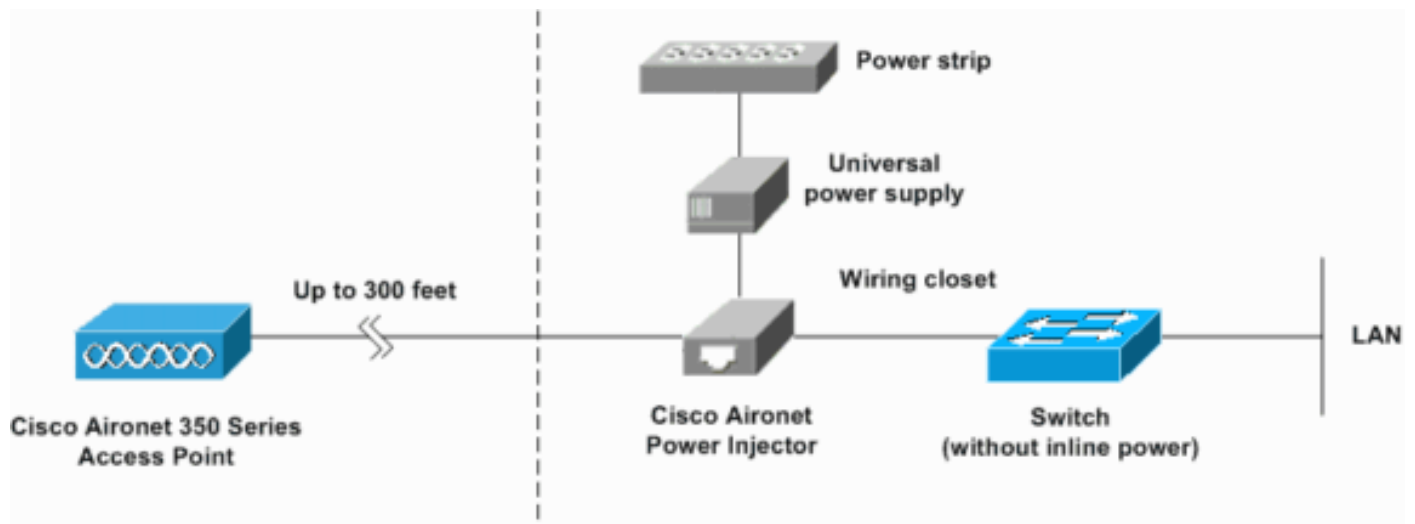 Power strip
Universal
power supply
Wiring closet
Up to 300 feet
LAN
Cisco Aironet 350 Series
Access Point
Cisco Aironet
Power Injector
Switch
(without inline power)